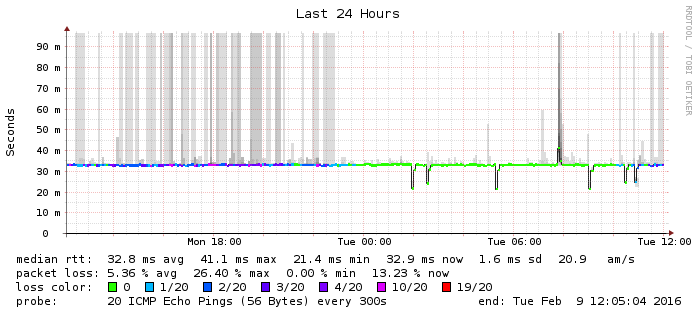 Last 24 Hours
RRDTOOL / TOBI OETIKER
Seconds
90 m
80 m
70 m
60 m
50 m
40 m
30 m
20 m
10 m
0
Mon 18:00 Tue 00:00 Tue 06:00 Tue 12:00
median rtt: 32.8 ms avg 41.1 ms max 21.4 ms min 32.9 ms now 1.6 ms sd 20.9 am/s
packet loss: 5.36 % avg 26.40 % max 0.00 % min 13.23 % now
loss color: 0 1/20 2/20 3/20 4/20 10/20 19/20
probe: 20 ICMP Echo Pings (56 Bytes) every 300s end: Tue Feb 9 12:05:04 2016